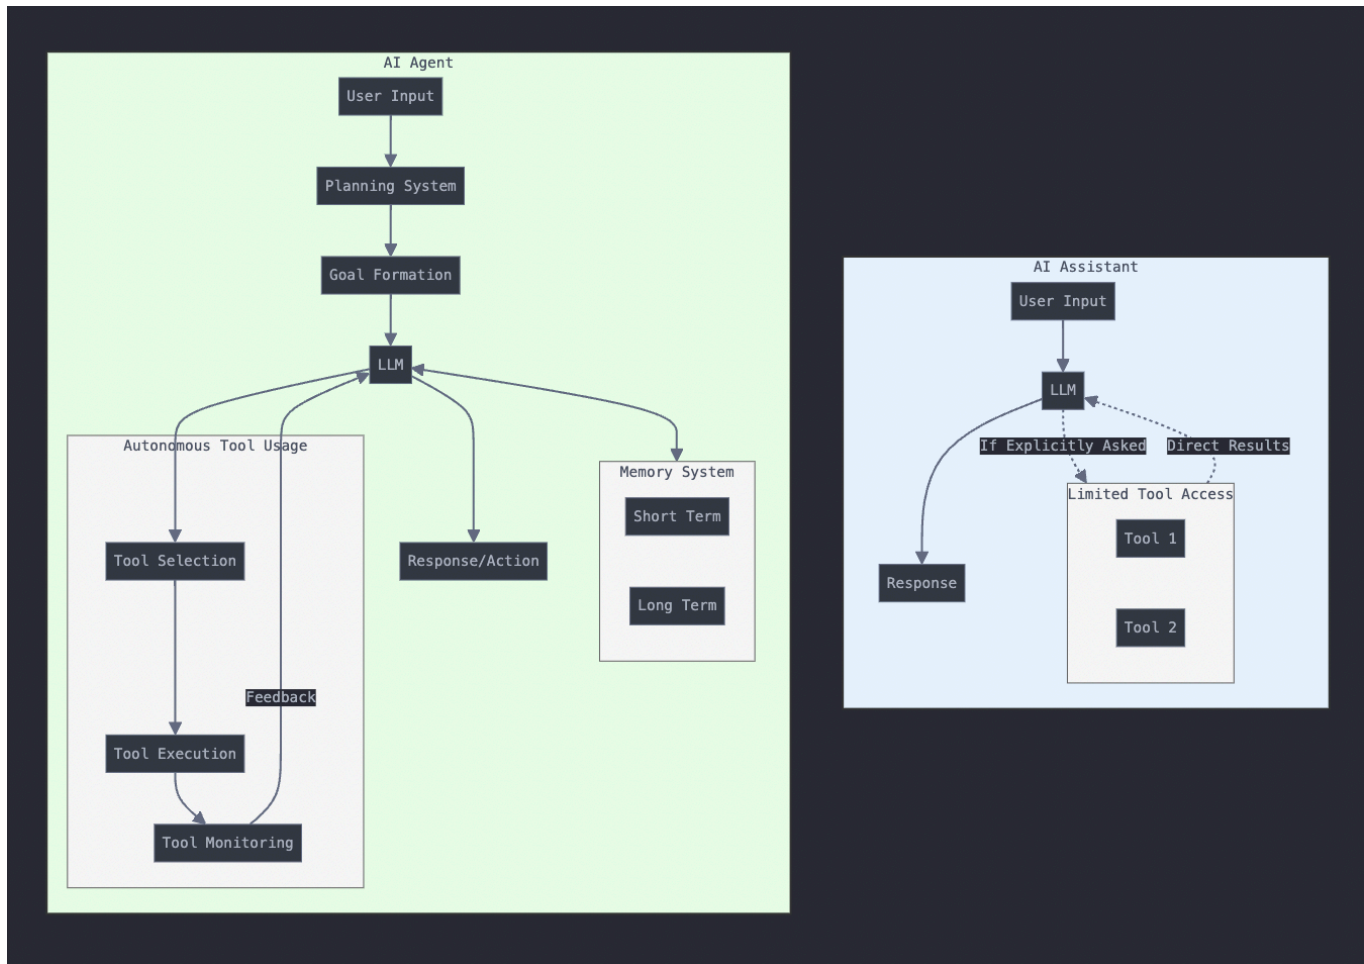 AI Agent
User Input
Planning System
Goal Formation
LLM
Autonomous Tool Usage
Tool Selection
Feedback
Tool Execution
Tool Monitoring
Response/Action
Memory System
Short Term
Long Term
AI Assistant
User Input
LLM
If Explicitly Asked
Direct Results
Limited Tool Access
Tool 1
Tool 2
Response